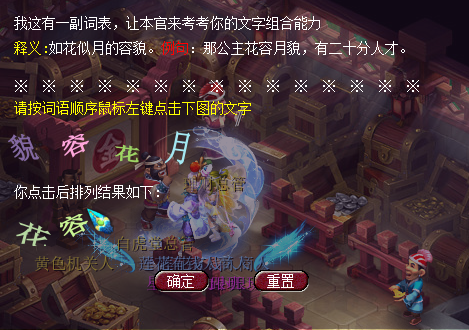 我这有一副词表，让本官来考考你的文字组合能力
释义:如花似月的容貌。 ：那公主花容月貌，有二十分人才。
※ ※ ※ ※ ※ ※ ※ ※ ※ ※ ※ ※ ※ ※ ※
请按词语顺序鼠标左键点击下图的文字
貌 容 花 月
你点击后排列结果如下：
花 容
金
总管
白虎堂总管
黄色机关人：
确定 重置